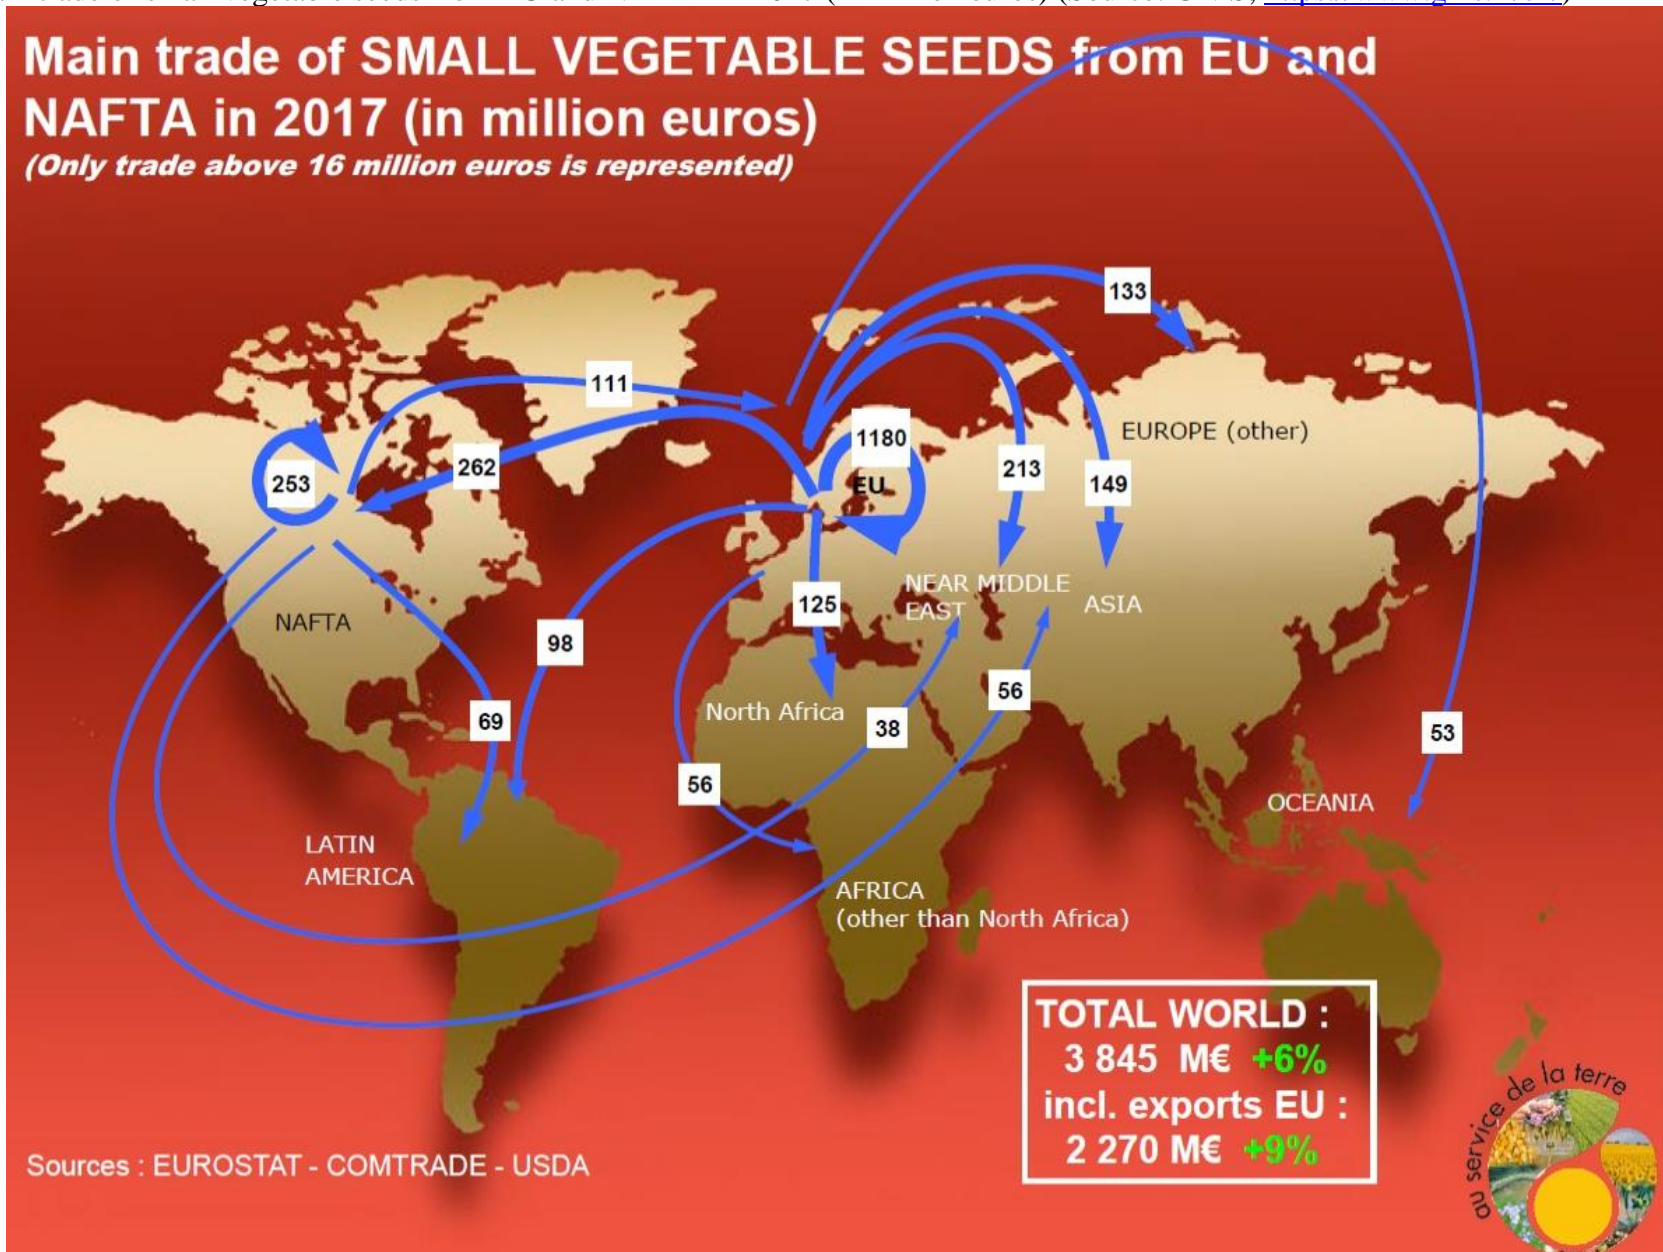 Main trade of SMALL VEGETABLE SEEDS from EU and
NAFTA in 2017 (in million euros)
(Only trade above 16 million euros is represented)
133
111
1180
EUROPE (other)
262
213
253
EU
149
NEAR MIDDLE
EAST
ASIA
125
NAFTA
98
56
North Africa
69
38
53
56
OCEANIA
LATIN
AMERICA
AFRICA
(other than North Africa)
TOTAL WORLD :
3 845 M€ +6%
incl. exports EU :
2 270 M€ +9%
Sources : EUROSTAT - COMTRADE - USDA
au service de la terre